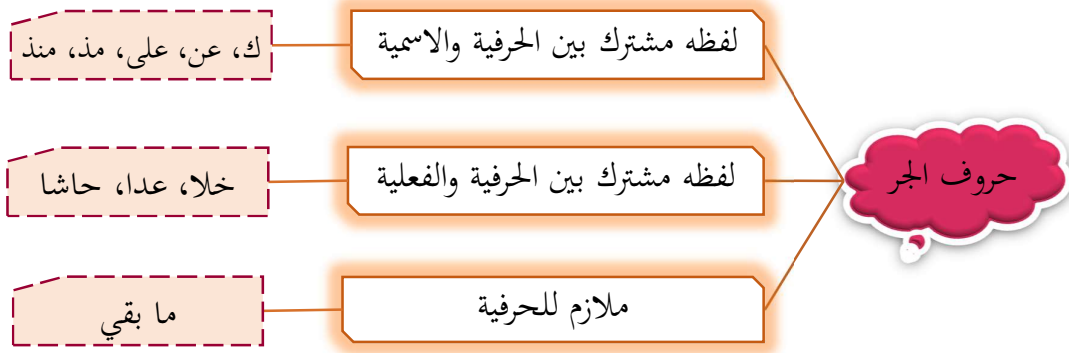 حروف الجر
لفظه مشترك بين الحرفية والاسمية
ك، عن، على، مذ، منذ
لفظه مشترك بين الحرفية والفعلية
خلا، عدا، حاشا
ملازم للحرفية
ما بقي